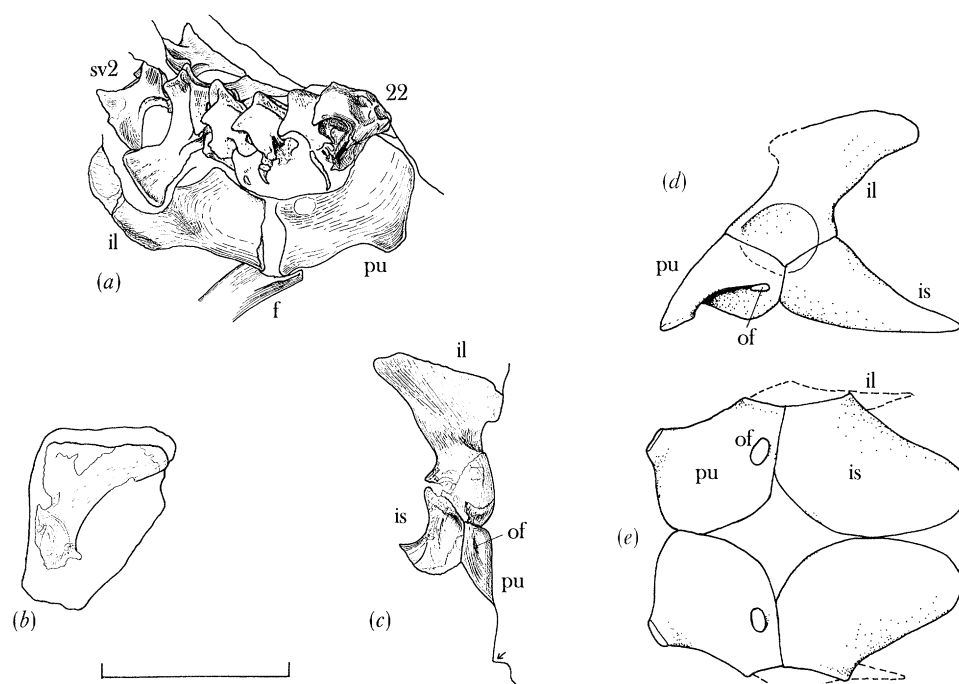 sv2
22
il
pu
(a)
f
(d)
il
pu
is
of
(b)
il
is
of
pu
(c)
il
of
pu
is
(e)